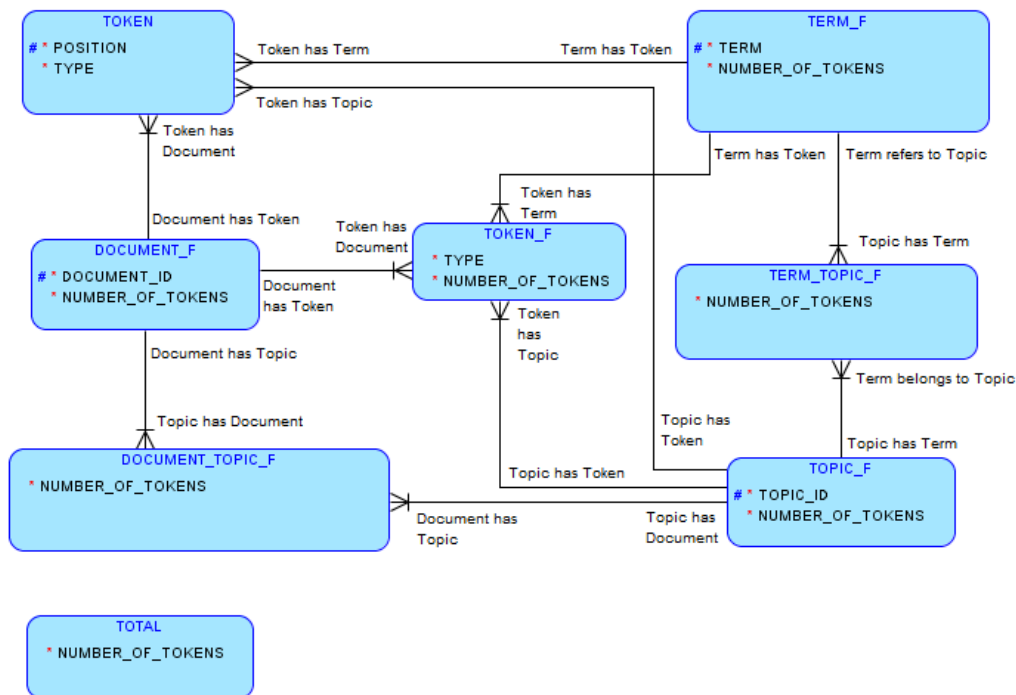 TOKEN
# * POSITION
* TYPE
TERM_F
# * TERM
* NUMBER_OF_TOKENS
Token has Term
Term has Token
Token has Topic
Token has
Document
Term has Token
Term refers to Topic
Document has Token
Token has
Document
Token has
Term
DOCUMENT_F
# * DOCUMENT_ID
* NUMBER_OF_TOKENS
TOKEN_F
* TYPE
* NUMBER_OF_TOKENS
Topic has Term
TERM_TOPIC_F
* NUMBER_OF_TOKENS
Document
has Token
Token
has
Topic
Document has Topic
Term belongs to Topic
Topic has Document
Topic has
Token
Topic has Term
DOCUMENT_TOPIC_F
* NUMBER_OF_TOKENS
Topic has Token
TOPIC_F
# * TOPIC_ID
* NUMBER_OF_TOKENS
Document has
Topic
Topic has
Document
TOTAL
* NUMBER_OF_TOKENS